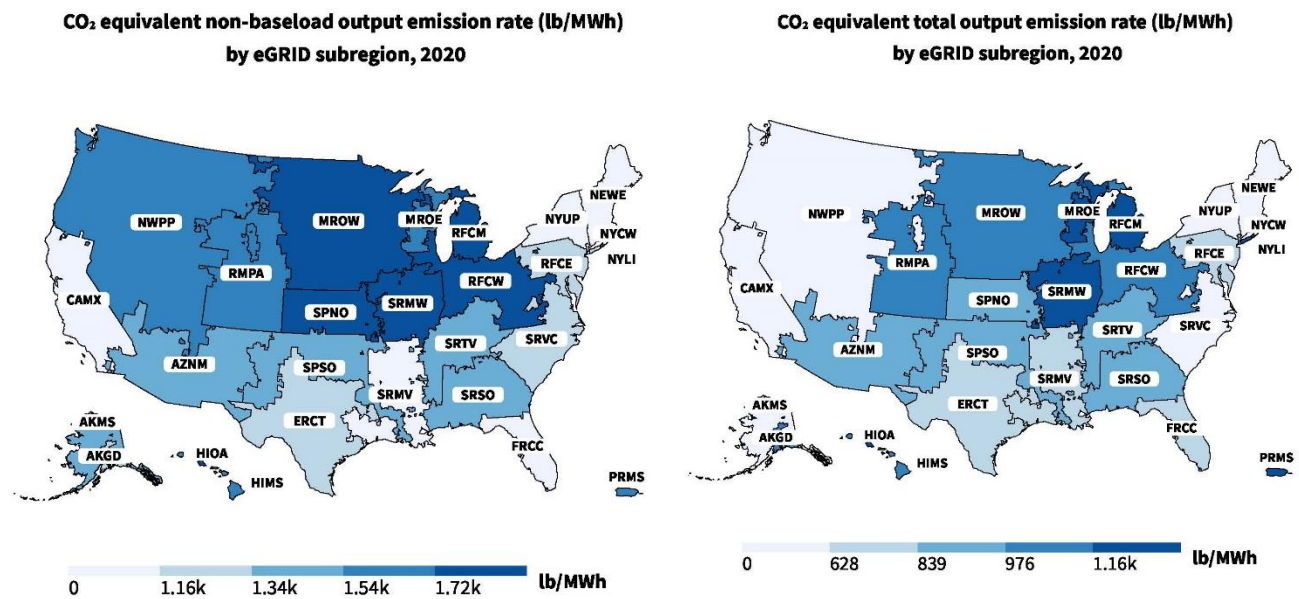 CO₂ equivalent non-baseload output emission rate (lb/MWh)
by eGRID subregion, 2020
NWPP
MROW
MROE
RFCM
NYUP
NEWE
NYCW
NYLI
RFCE
RMPA
RFCW
CAMX
SPNO
SRMW
SRTV
SRVC
AZNM
SPSO
SRMV
SRSO
ERCT
AKMS
AKGD
HIOA
HIMS
FRCC
PRMS
0 1.16k 1.34k 1.54k 1.72k lb/MWh
CO₂ equivalent total output emission rate (lb/MWh)
by eGRID subregion, 2020
NWPP
MROW
MROE
RFCM
NYUP
NEWE
NYCW
NYLI
RFCE
RMPA
RFCW
CAMX
SPNO
SRMW
SRTV
SRVC
AZNM
SPSO
SRMV
SRSO
ERCT
AKMS
AKGD
HIOA
HIMS
FRCC
PRMS
0 628 839 976 1.16k lb/MWh